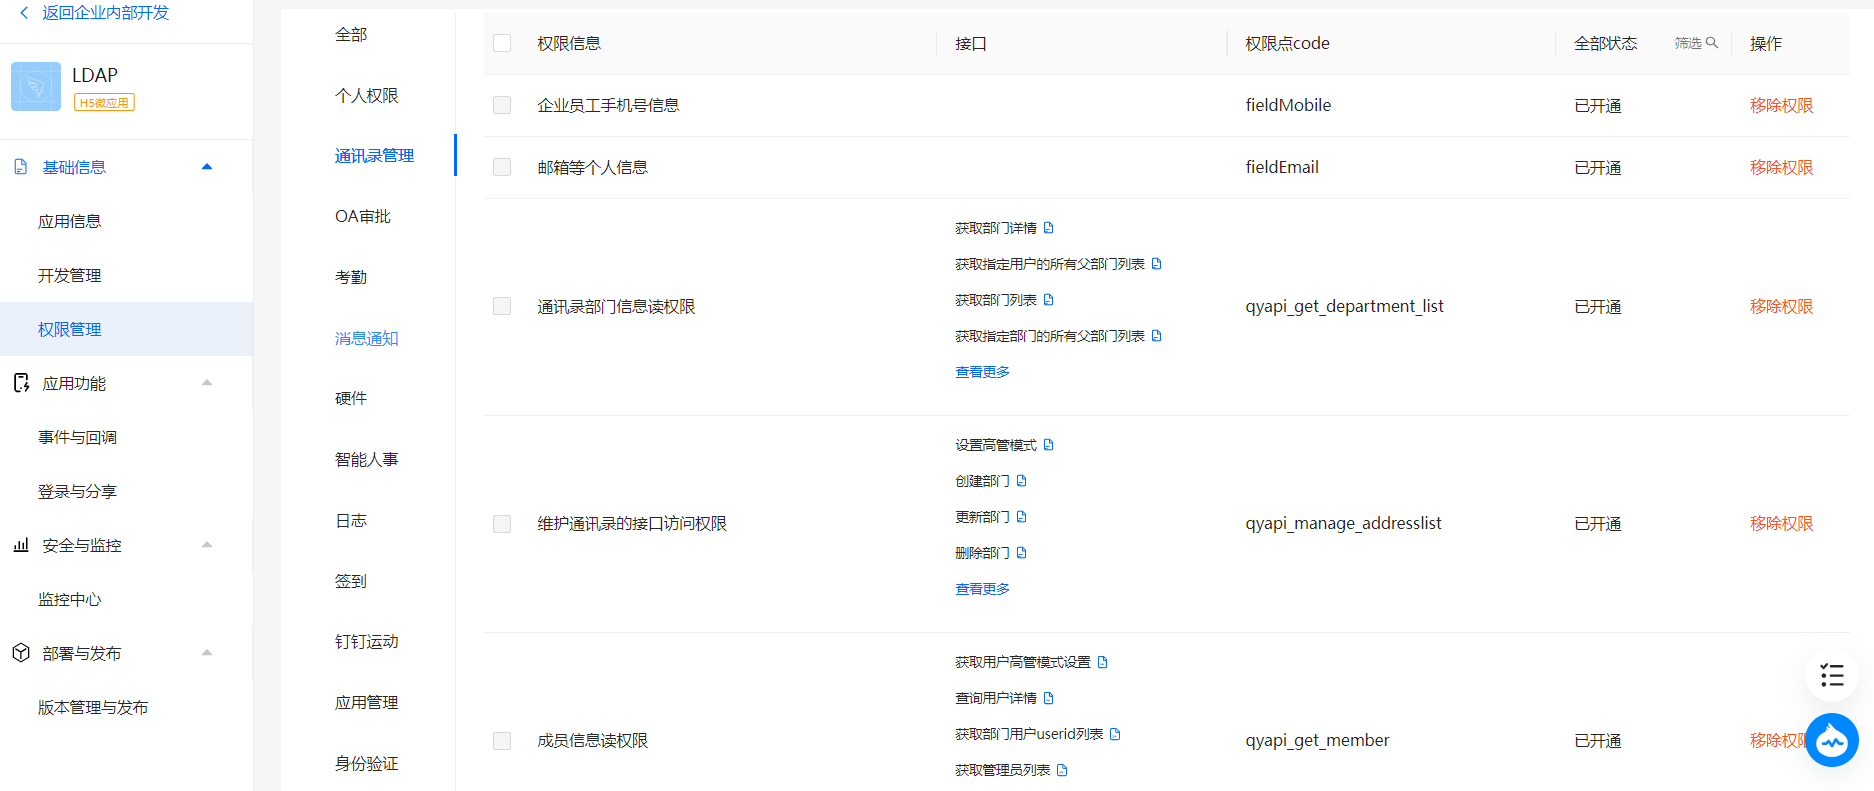 返回企业内部开发
LDAP
H5微应用
基础信息
应用信息
开发管理
权限管理
应用功能
事件与回调
登录与分享
安全与监控
监控中心
部署与发布
版本管理与发布
全部
个人权限
通讯录管理
OA审批
考勤
消息通知
硬件
智能人事
日志
签到
钉钉运动
应用管理
身份验证
权限信息 接口 权限点code 全部状态 筛选 操作
企业员工手机号信息 fieldMobile 已开通 移除权限
邮箱等个人信息 fieldEmail 已开通 移除权限
获取部门详情
获取指定用户的所有父部门列表
获取部门列表
通讯录部门信息读权限 qyapi_get_department_list 已开通 移除权限
获取指定部门的所有父部门列表
查看更多
设置高管模式
创建部门
更新部门
维护通讯录的接口访问权限 qyapi_manage_addresslist 已开通 移除权限
删除部门
查看更多
获取用户高管模式设置
查询用户详情
获取部门用户userid列表
成员信息读权限 qyapi_get_member 已开通 移除权
获取管理员列表